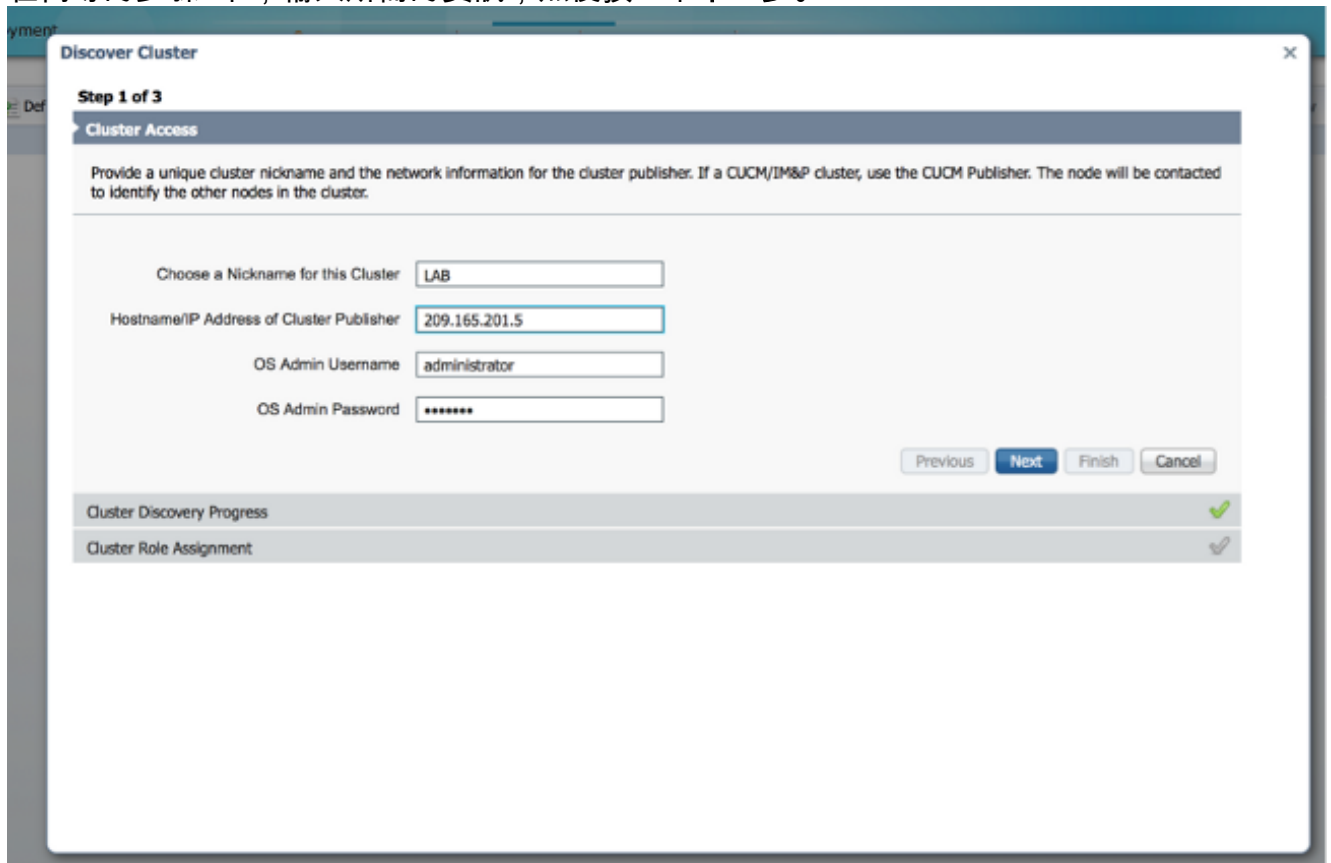 yment
Discover Cluster
Def
Step 1 of 3
Cluster Access
Provide a unique cluster nickname and the network information for the cluster publisher. If a CUCM/IM&P cluster, use the CUCM Publisher. The node will be contacted
to identify the other nodes in the cluster.
Choose a Nickname for this Cluster LAB
Hostname/IP Address of Cluster Publisher 209.165.201.5
OS Admin Username administrator
OS Admin Password •••••••
Previous Next Finish Cancel
Cluster Discovery Progress
Cluster Role Assignment